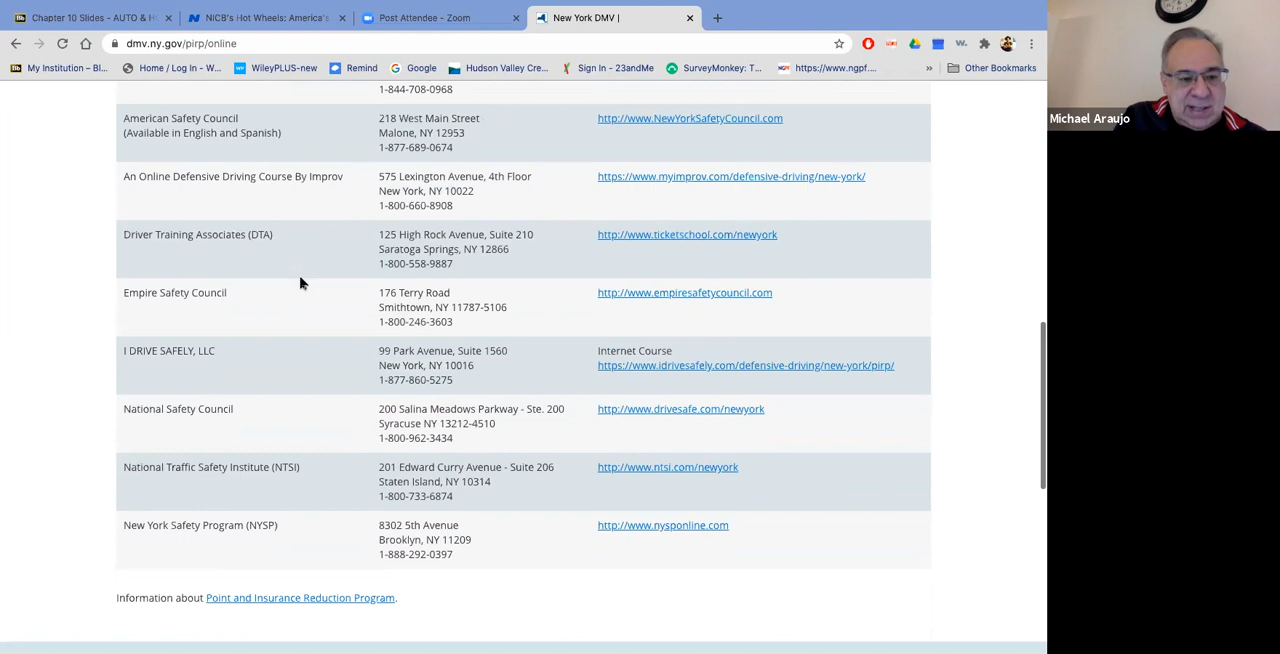 Chapter 10 Slides - AUTO & H
NICB's Hot Wheels: America's
Post Attendee - Zoom
New York DMV |
dmv.ny.gov/pirp/online
My Institution – Bl...
Home / Log In - W...
WileyPLUS-new
Remind
Google
Hudson Valley Cre...
Sign In - 23andMe
SurveyMonkey: T...
https://www.ngpf....
»
Other Bookmarks
Michael Araujo
1-844-708-0968
American Safety Council
(Available in English and Spanish)
218 West Main Street
Malone, NY 12953
1-877-689-0674
http://www.NewYorkSafetyCouncil.com
An Online Defensive Driving Course By Improv
575 Lexington Avenue, 4th Floor
New York, NY 10022
1-800-660-8908
https://www.myimprov.com/defensive-driving/new-york/
Driver Training Associates (DTA)
125 High Rock Avenue, Suite 210
Saratoga Springs, NY 12866
1-800-558-9887
http://www.ticketschool.com/newyork
Empire Safety Council
176 Terry Road
Smithtown, NY 11787-5106
1-800-246-3603
http://www.empiresafetycouncil.com
I DRIVE SAFELY, LLC
99 Park Avenue, Suite 1560
New York, NY 10016
1-877-860-5275
Internet Course
https://www.idrivesafely.com/defensive-driving/new-york/pirp/
National Safety Council
200 Salina Meadows Parkway - Ste. 200
Syracuse NY 13212-4510
1-800-962-3434
http://www.drivesafe.com/newyork
National Traffic Safety Institute (NTSI)
201 Edward Curry Avenue - Suite 206
Staten Island, NY 10314
1-800-733-6874
http://www.ntsi.com/newyork
New York Safety Program (NYSP)
8302 5th Avenue
Brooklyn, NY 11209
1-888-292-0397
http://www.nysponline.com
Information about Point and Insurance Reduction Program.